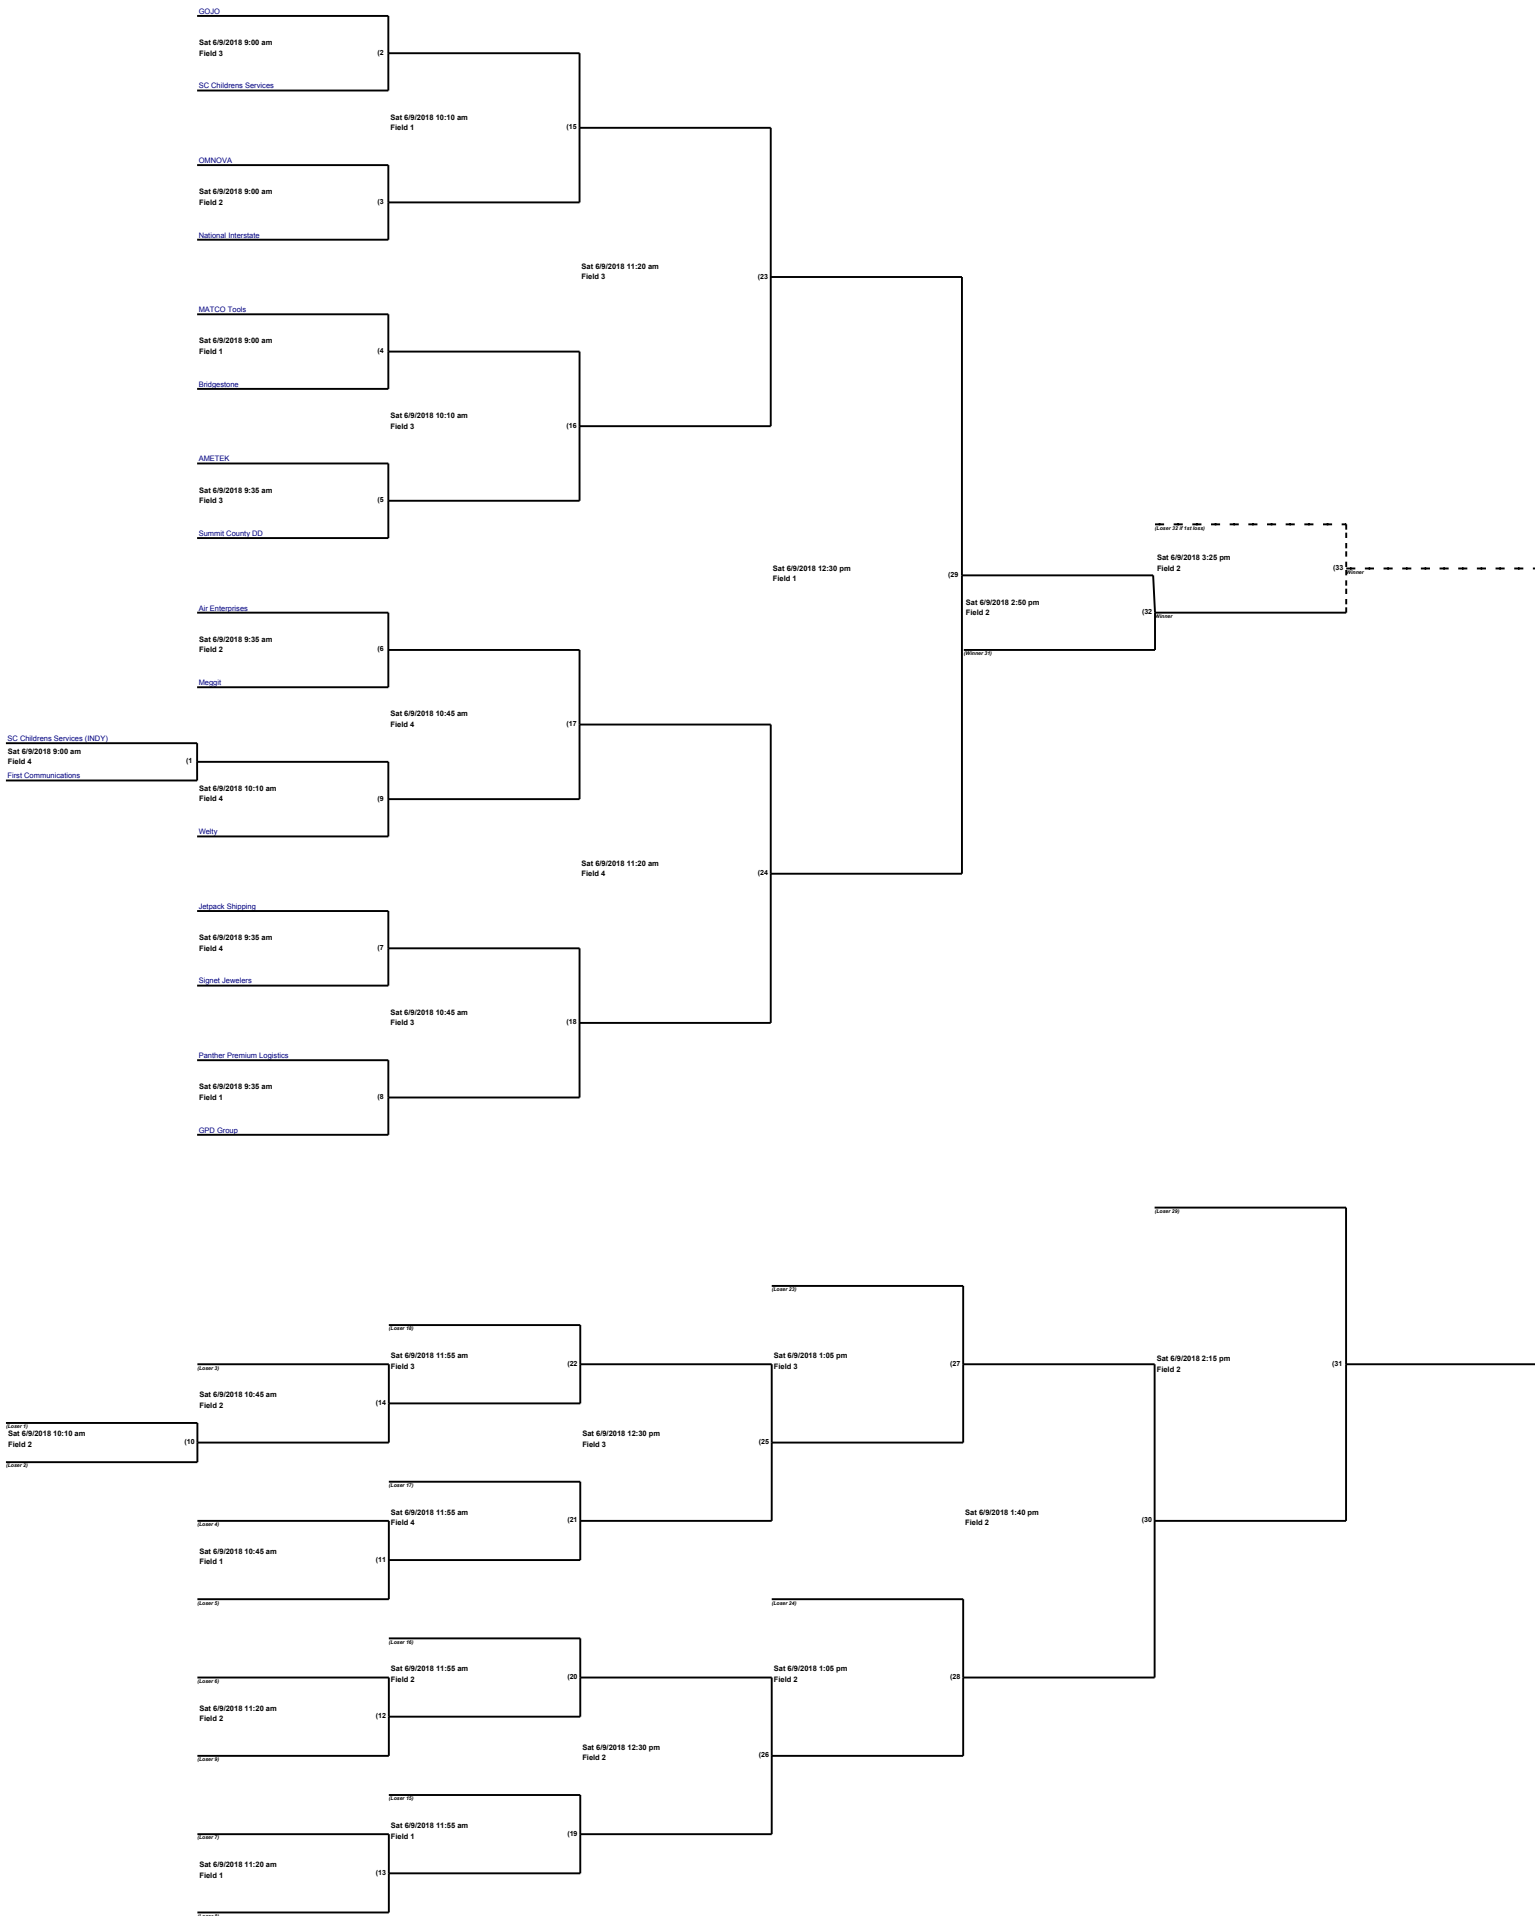 GOJO
Sat 6/9/2018 9:00 am
Field 3
(2
SC Childrens Services
Sat 6/9/2018 10:10 am
Field 1
(15
OMNOVA
Sat 6/9/2018 9:00 am
Field 2
(3
National Interstate
Sat 6/9/2018 11:20 am
Field 3
(23
MATCO Tools
Sat 6/9/2018 9:00 am
Field 1
(4
Bridgestone
Sat 6/9/2018 10:10 am
Field 3
(16
AMETEK
Sat 6/9/2018 9:35 am
Field 3
(5
Summit County DD
(Loser 32 if 1st loss)
Sat 6/9/2018 3:25 pm
Field 2
(33
Winner
Sat 6/9/2018 12:30 pm
Field 1
(29
Sat 6/9/2018 2:50 pm
Field 2
(32
Winner
(Winner 31)
Air Enterprises
Sat 6/9/2018 9:35 am
Field 2
(6
Meggit
Sat 6/9/2018 10:45 am
Field 4
(17
SC Childrens Services (INDY)
Sat 6/9/2018 9:00 am
Field 4
(1
First Communications
Sat 6/9/2018 10:10 am
Field 4
(9
Welty
Sat 6/9/2018 11:20 am
Field 4
(24
Jetpack Shipping
Sat 6/9/2018 9:35 am
Field 4
(7
Signet Jewelers
Sat 6/9/2018 10:45 am
Field 3
(18
Panther Premium Logistics
Sat 6/9/2018 9:35 am
Field 1
(8
GPD Group
(Loser 29)
(Loser 23)
(Loser 18)
Sat 6/9/2018 11:55 am
Field 3
(22
Sat 6/9/2018 1:05 pm
Field 3
(27
Sat 6/9/2018 2:15 pm
Field 2
(31
(Loser 3)
Sat 6/9/2018 10:45 am
Field 2
(14
(Loser 1)
Sat 6/9/2018 10:10 am
Field 2
(10
(Loser 2)
Sat 6/9/2018 12:30 pm
Field 3
(25
(Loser 17)
Sat 6/9/2018 11:55 am
Field 4
(21
Sat 6/9/2018 1:40 pm
Field 2
(30
(Loser 4)
Sat 6/9/2018 10:45 am
Field 1
(11
(Loser 5)
(Loser 24)
(Loser 16)
Sat 6/9/2018 11:55 am
Field 2
(20
Sat 6/9/2018 1:05 pm
Field 2
(28
(Loser 6)
Sat 6/9/2018 11:20 am
Field 2
(12
(Loser 9)
Sat 6/9/2018 12:30 pm
Field 2
(26
(Loser 15)
Sat 6/9/2018 11:55 am
Field 1
(19
(Loser 7)
Sat 6/9/2018 11:20 am
Field 1
(13